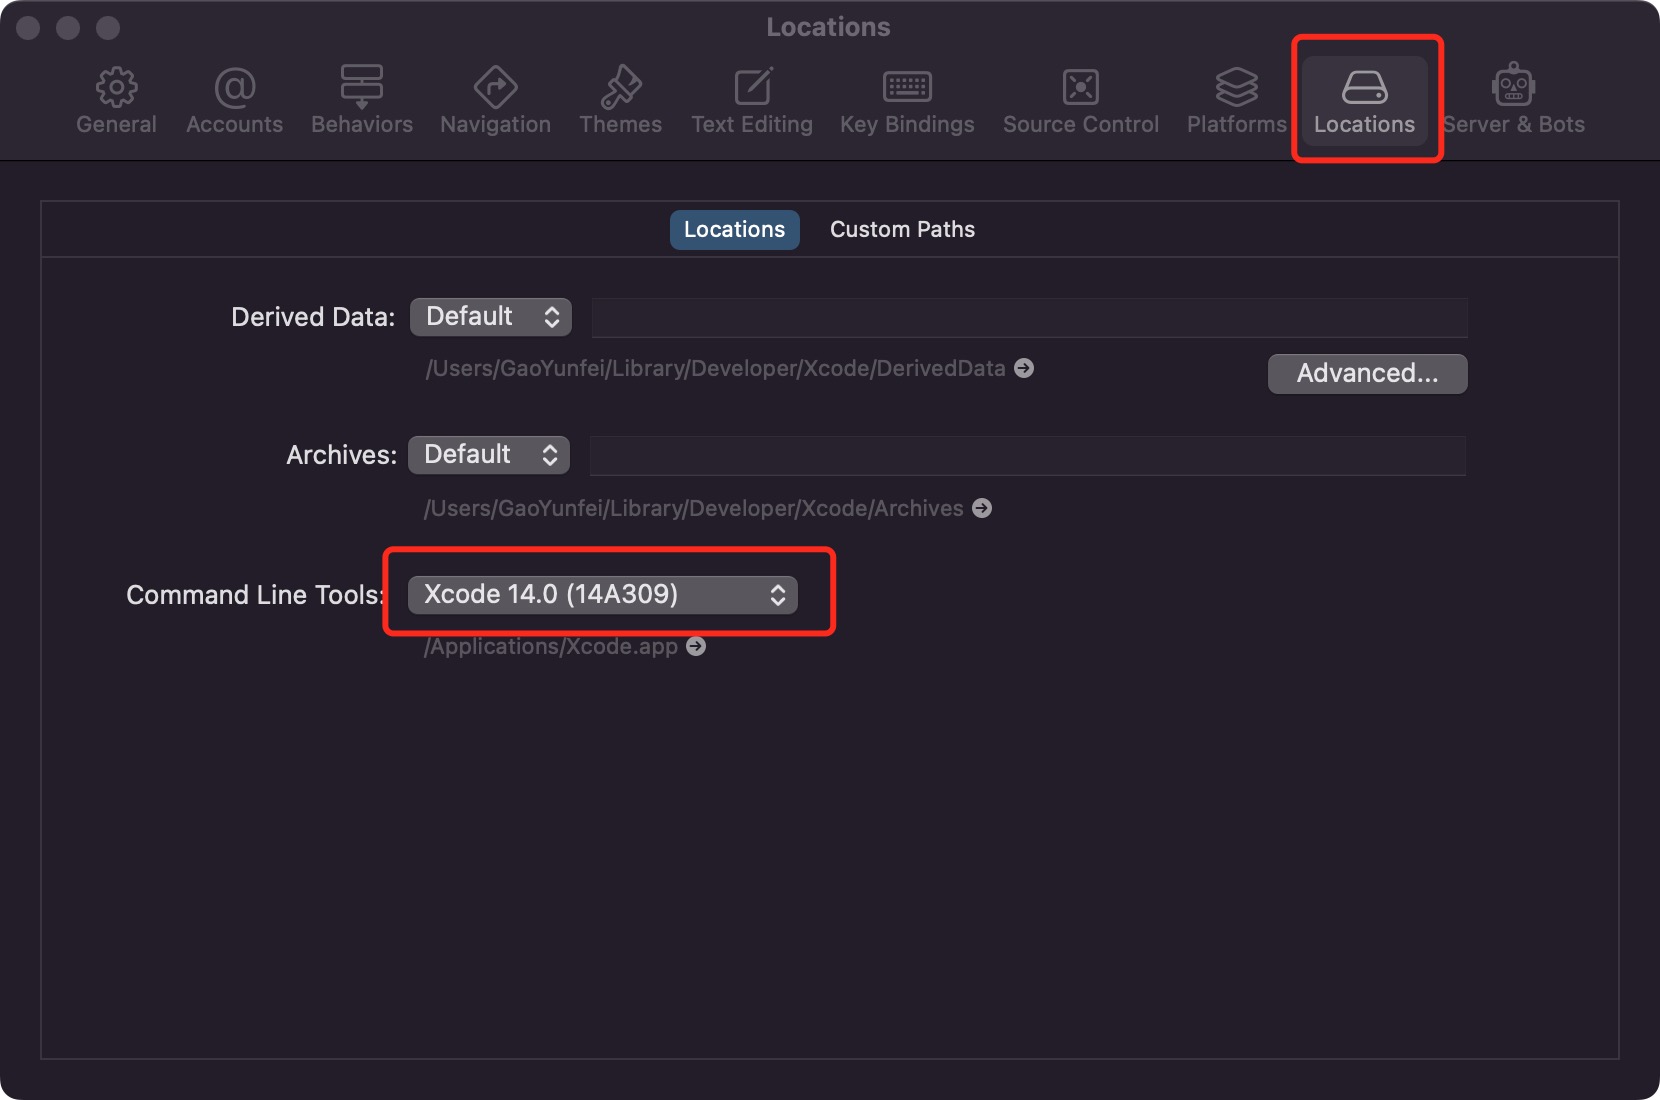 Locations
General Accounts Behaviors Navigation Themes Text Editing Key Bindings Source Control Platforms Locations Server & Bots
Locations Custom Paths
Derived Data: Default
/Users/GaoYunfei/Library/Developer/Xcode/DerivedData
Advanced...
Archives: Default
/Users/GaoYunfei/Library/Developer/Xcode/Archives
Command Line Tools: Xcode 14.0 (14A309)
/Applications/Xcode.app